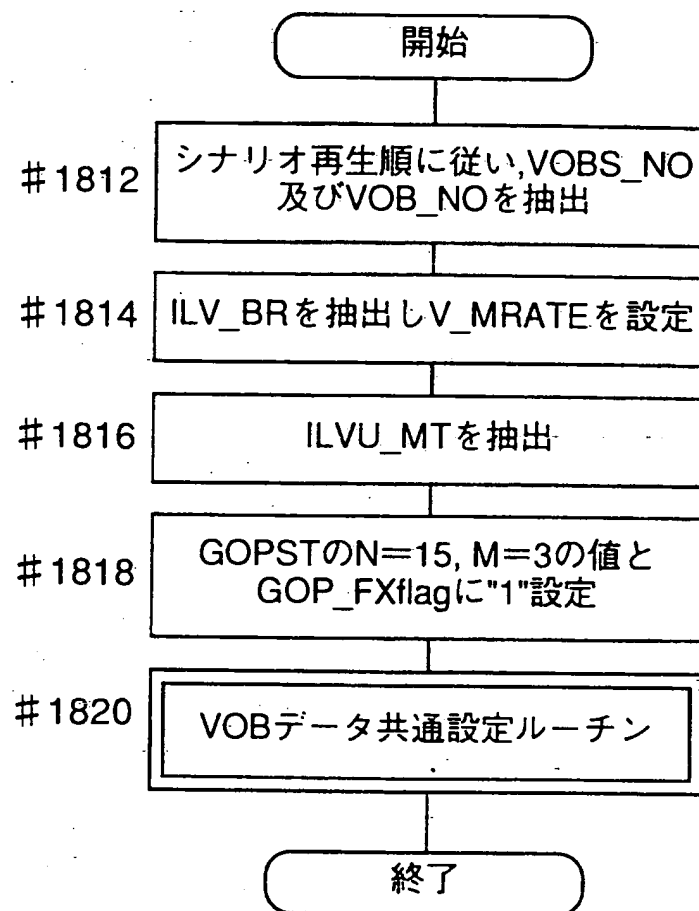 開始
#1812
シナリオ再生順に従い,VOBS_NO
及びVOB_NOを抽出
#1814
ILV_BRを抽出しV_MRATEを設定
#1816
ILVU_MTを抽出
#1818
GOPSTのN=15, M=3の値と
GOP_FXflagに"1"設定
#1820
VOBデータ共通設定ルーチン
終了